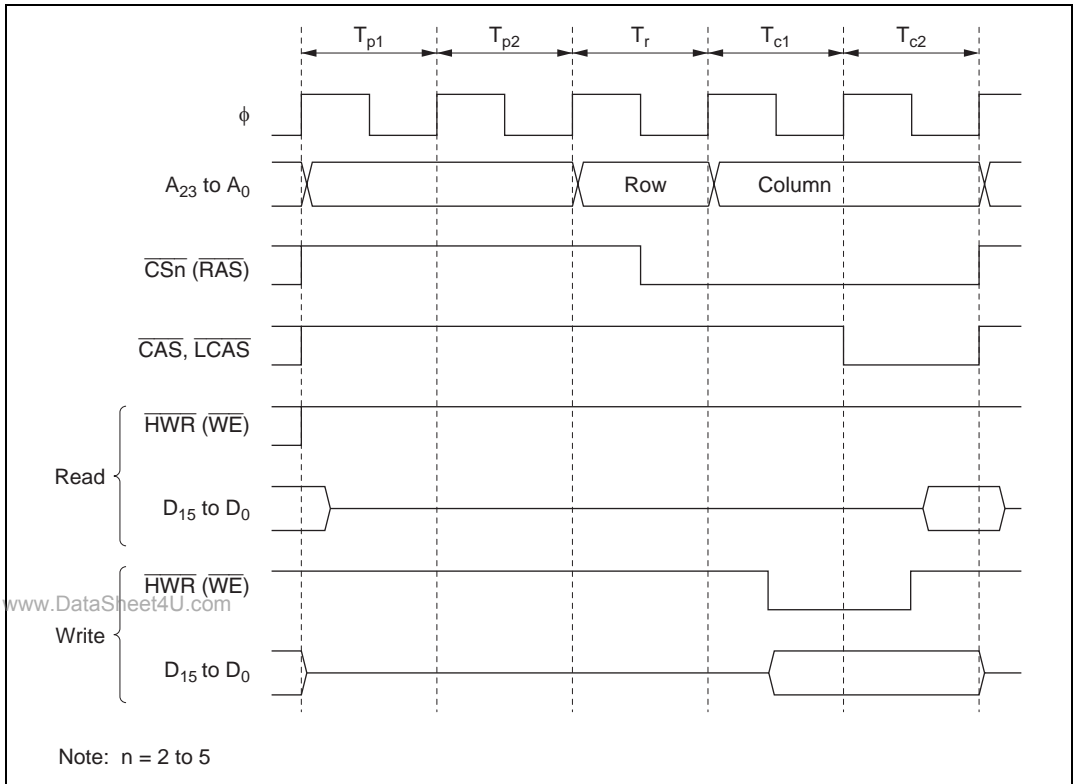 Tp1 Tp2 Tr Tc1 Tc2
ϕ
A23 to A0 Row Column
CSn (RAS)
CAS, LCAS
HWR (WE)
Read
D15 to D0
HWR (WE)
www.DataSheet4U.com
Write
D15 to D0
Note: n = 2 to 5